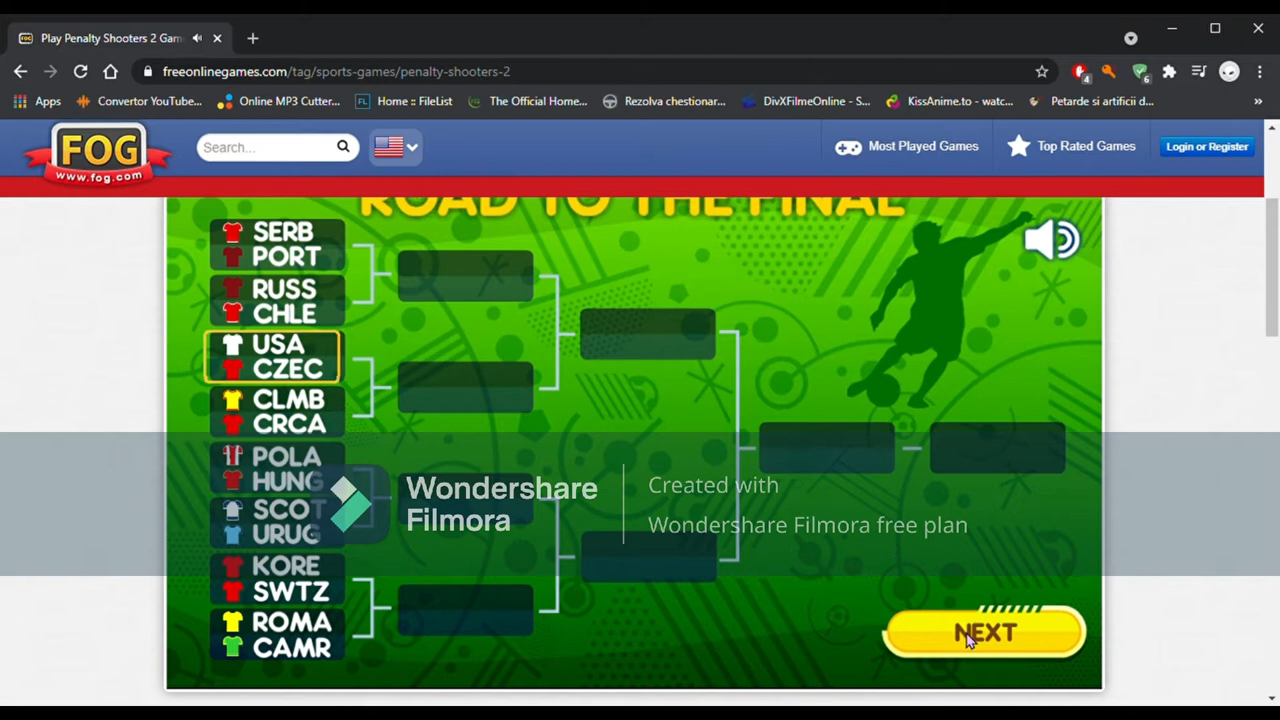 Play Penalty Shooters 2 Gam
freeonlinegames.com/tag/sports-games/penalty-shooters-2
4
6
Apps
Convertor YouTube...
Online MP3 Cutter...
FL
Home :: FileList
The Official Home...
Rezolva chestionar...
DivXFilmeOnline - S...
KissAnime.to - watc...
Petarde si artificii d...
»
FOG
www.fog.com
Search...
Most Played Games
Top Rated Games
Login or Register
ROAD TO THE FINAL
SERB
PORT
RUSS
CHLE
USA
CZEC
CLMB
CRCA
POLA
HUNG
SCOT
URUG
KORE
SWTZ
ROMA
CAMR
Wondershare
Filmora
Created with
Wondershare Filmora free plan
NEXT